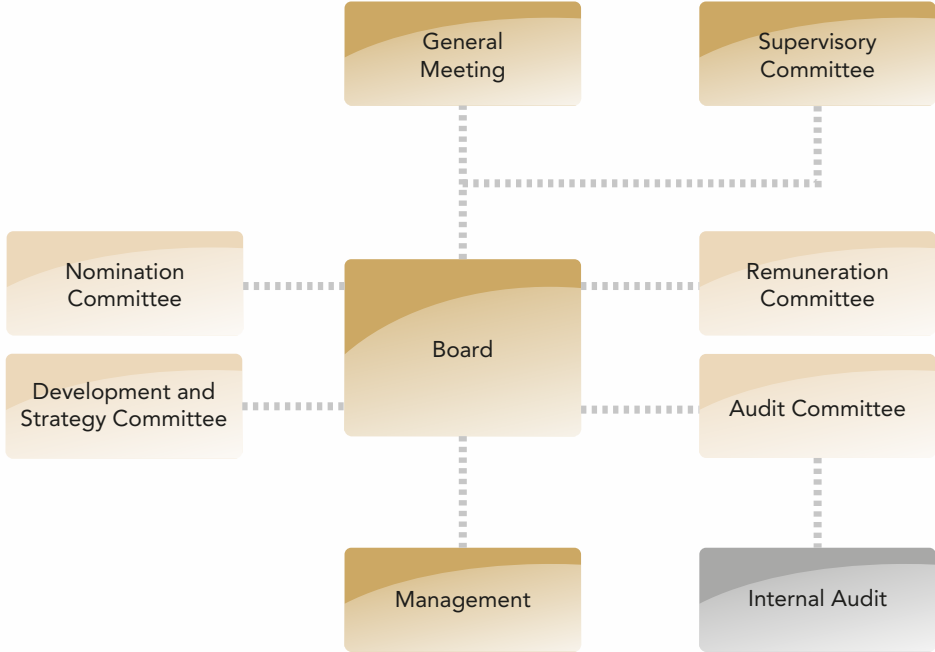 General
Meeting
Supervisory
Committee
Nomination
Committee
Remuneration
Committee
Board
Development and
Strategy Committee
Audit Committee
Management
Internal Audit